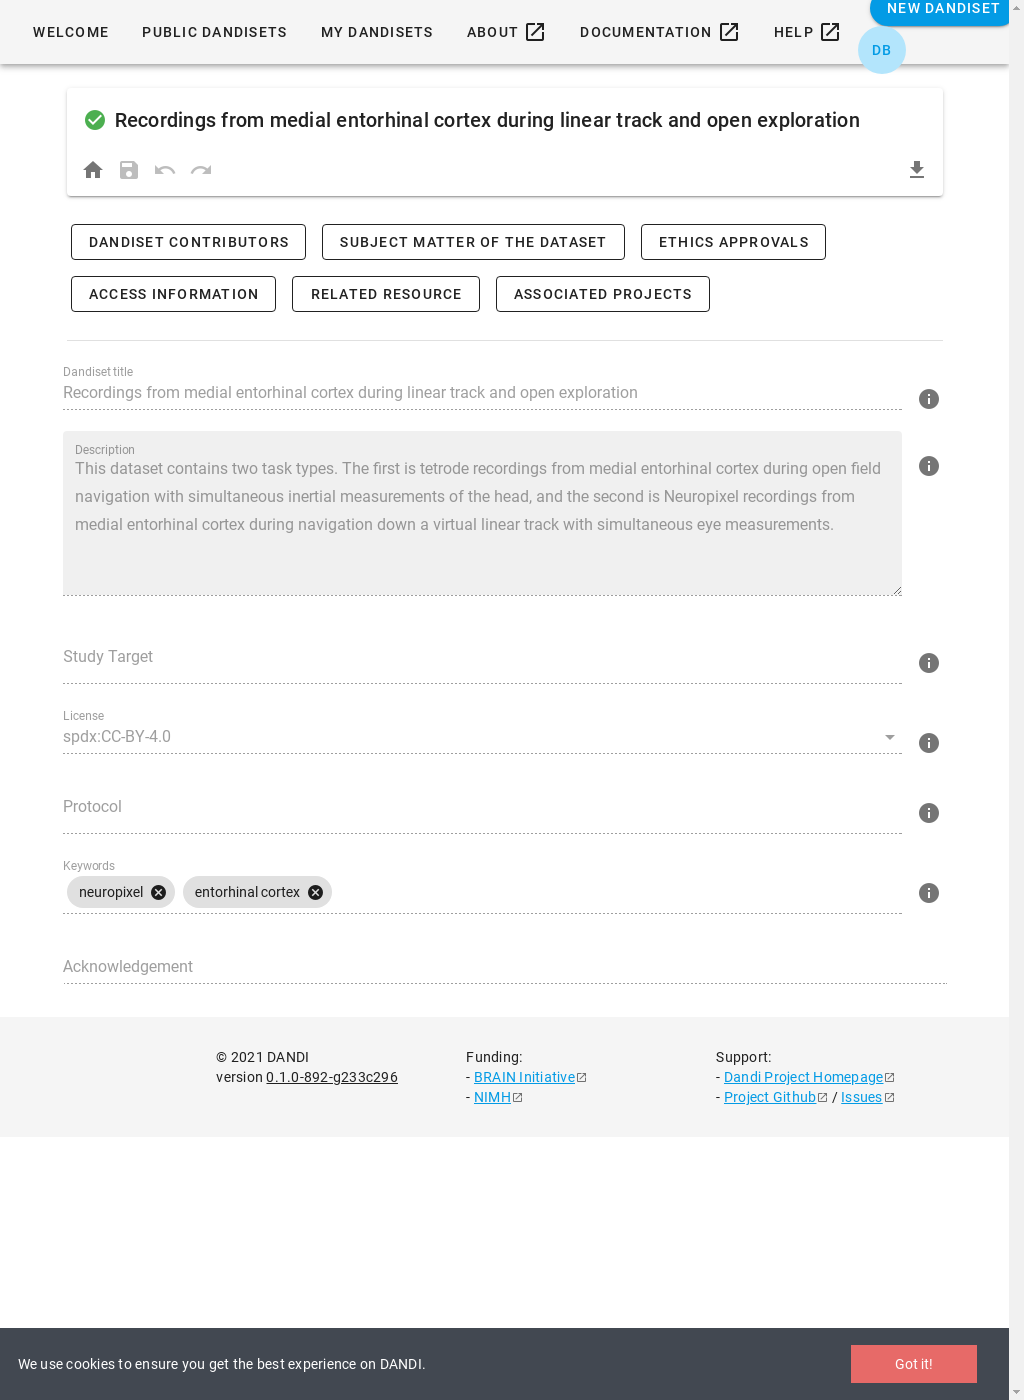 WELCOME
PUBLIC DANDISETS
MY DANDISETS
ABOUT
DOCUMENTATION
HELP
NEW DANDISET
DB
Recordings from medial entorhinal cortex during linear track and open exploration
DANDISET CONTRIBUTORS
SUBJECT MATTER OF THE DATASET
ETHICS APPROVALS
ACCESS INFORMATION
RELATED RESOURCE
ASSOCIATED PROJECTS
Dandiset title
Recordings from medial entorhinal cortex during linear track and open exploration
Description
This dataset contains two task types. The first is tetrode recordings from medial entorhinal cortex during open field
navigation with simultaneous inertial measurements of the head, and the second is Neuropixel recordings from
medial entorhinal cortex during navigation down a virtual linear track with simultaneous eye measurements.
Study Target
License
spdx:CC-BY-4.0
Protocol
Keywords
neuropixel
entorhinal cortex
Acknowledgement
© 2021 DANDI
version 0.1.0-892-g233c296
Funding:
- BRAIN Initiative
- NIMH
Support:
- Dandi Project Homepage
- Project Github / Issues
We use cookies to ensure you get the best experience on DANDI.
Got it!